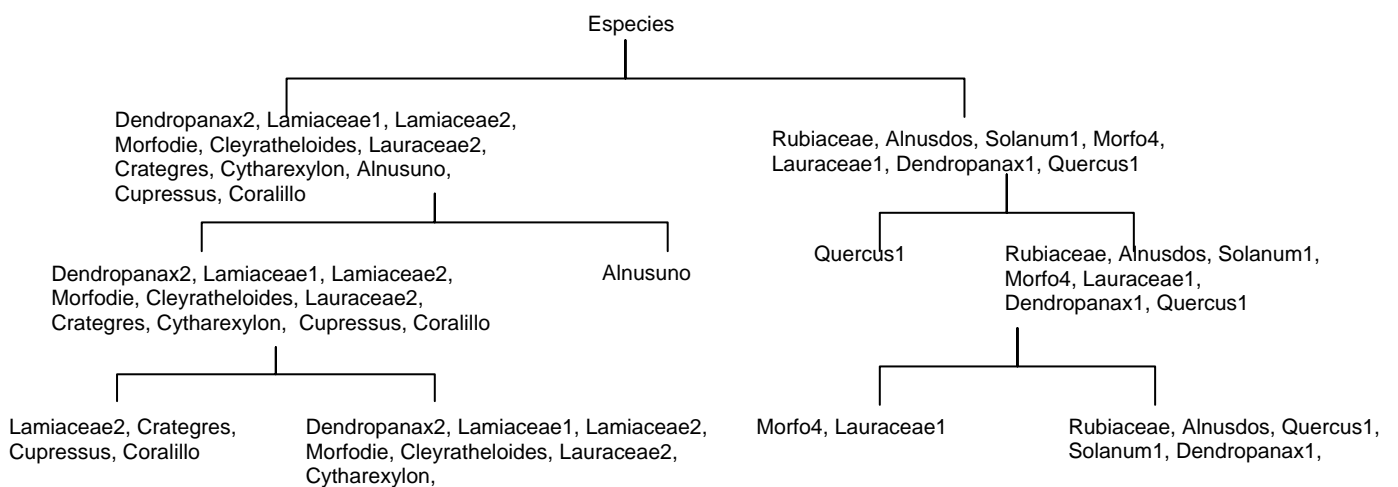 Especies
Dendropanax2, Lamiaceae1, Lamiaceae2,
Morfodie, Cleyratheloides, Lauraceae2,
Crategres, Cytharexylon, Alnusuno,
Cupressus, Coralillo
Rubiaceae, Alnusdos, Solanum1, Morfo4,
Lauraceae1, Dendropanax1, Quercus1
Dendropanax2, Lamiaceae1, Lamiaceae2,
Morfodie, Cleyratheloides, Lauraceae2,
Crategres, Cytharexylon, Cupressus, Coralillo
Alnusuno
Quercus1
Rubiaceae, Alnusdos, Solanum1,
Morfo4, Lauraceae1,
Dendropanax1, Quercus1
Lamiaceae2, Crategres,
Cupressus, Coralillo
Dendropanax2, Lamiaceae1, Lamiaceae2,
Morfodie, Cleyratheloides, Lauraceae2,
Cytharexylon,
Morfo4, Lauraceae1
Rubiaceae, Alnusdos, Quercus1,
Solanum1, Dendropanax1,